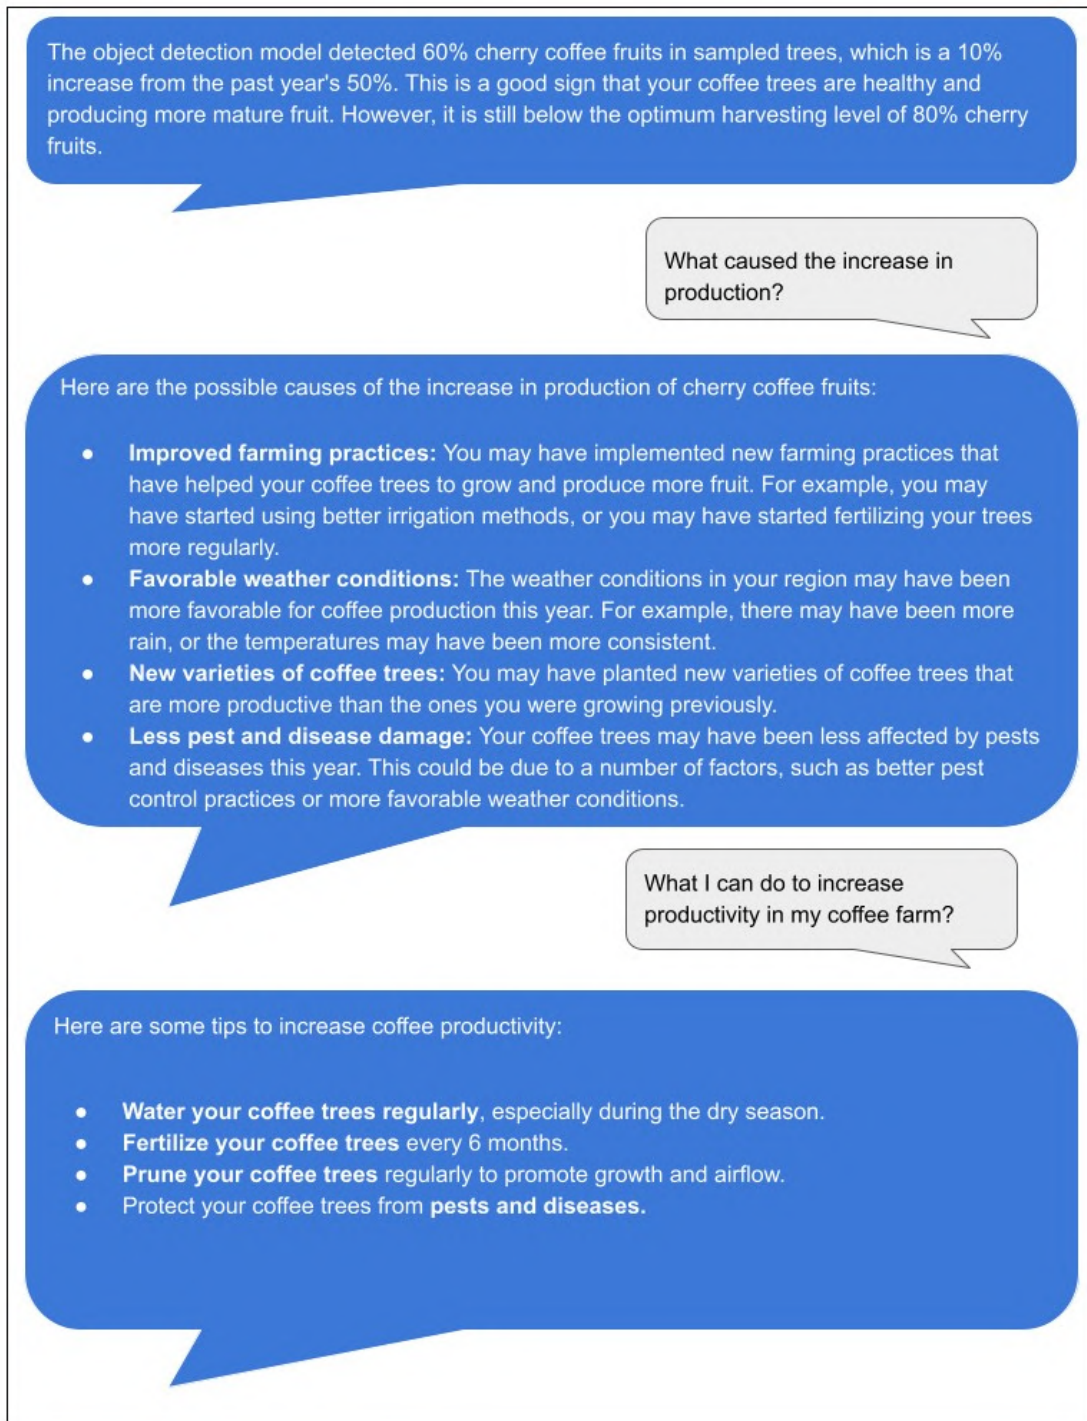 The object detection model detected 60% cherry coffee fruits in sampled trees, which is a 10%
increase from the past year's 50%. This is a good sign that your coffee trees are healthy and
producing more mature fruit. However, it is still below the optimum harvesting level of 80% cherry
fruits.
What caused the increase in
production?
Here are the possible causes of the increase in production of cherry coffee fruits:
● Improved farming practices: You may have implemented new farming practices that
have helped your coffee trees to grow and produce more fruit. For example, you may
have started using better irrigation methods, or you may have started fertilizing your trees
more regularly.
● Favorable weather conditions: The weather conditions in your region may have been
more favorable for coffee production this year. For example, there may have been more
rain, or the temperatures may have been more consistent.
● New varieties of coffee trees: You may have planted new varieties of coffee trees that
are more productive than the ones you were growing previously.
● Less pest and disease damage: Your coffee trees may have been less affected by pests
and diseases this year. This could be due to a number of factors, such as better pest
control practices or more favorable weather conditions.
What I can do to increase
productivity in my coffee farm?
Here are some tips to increase coffee productivity:
● Water your coffee trees regularly, especially during the dry season.
● Fertilize your coffee trees every 6 months.
● Prune your coffee trees regularly to promote growth and airflow.
● Protect your coffee trees from pests and diseases.